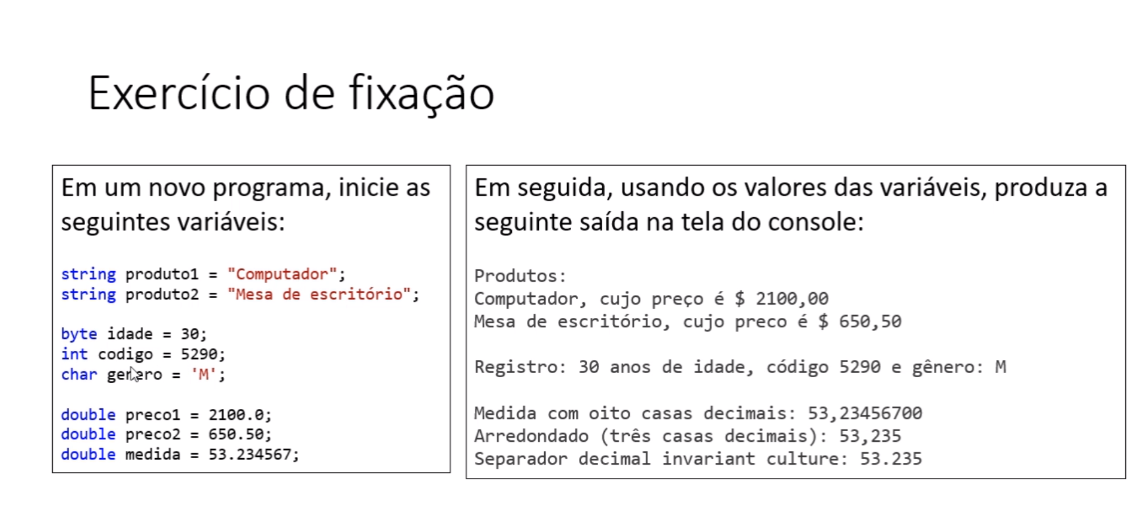 Exercício de fixação
Em um novo programa, inicie as
seguintes variáveis:
string produto1 = "Computador";
string produto2 = "Mesa de escritório";
byte idade = 30;
int codigo = 5290;
char genero = 'M';
double preco1 = 2100.0;
double preco2 = 650.50;
double medida = 53.234567;
Em seguida, usando os valores das variáveis, produza a
seguinte saída na tela do console:
Produtos:
Computador, cujo preço é $ 2100,00
Mesa de escritório, cujo preco é $ 650,50
Registro: 30 anos de idade, código 5290 e gênero: M
Medida com oito casas decimais: 53,23456700
Arredondado (três casas decimais): 53,235
Separador decimal invariant culture: 53.235